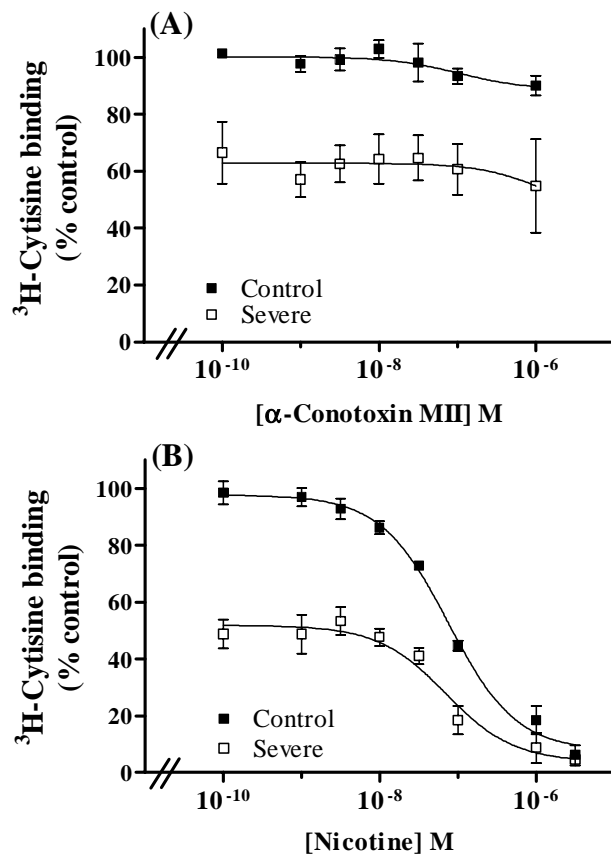 (A)
³H-Cytisine binding
(% control)
100
80
60
40
20
0
Control
Severe
10⁻¹⁰
10⁻⁸
10⁻⁶
[α-Conotoxin MII] M
(B)
³H-Cytisine binding
(% control)
100
80
60
40
20
0
Control
Severe
10⁻¹⁰
10⁻⁸
10⁻⁶
[Nicotine] M